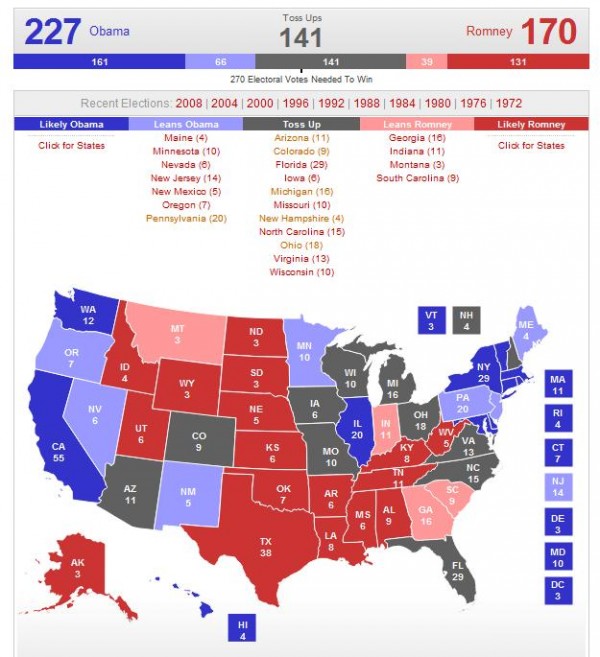 227 Obama
Toss Ups
141
Romney 170
161 66 141 39 131
270 Electoral Votes Needed To Win
Recent Elections: 2008 | 2004 | 2000 | 1996 | 1992 | 1988 | 1984 | 1980 | 1976 | 1972
Likely Obama Leans Obama Toss Up Leans Romney Likely Romney
Click for States
Maine (4)
Minnesota (10)
Nevada (6)
New Jersey (14)
New Mexico (5)
Oregon (7)
Pennsylvania (20)
Arizona (11)
Colorado (9)
Florida (29)
Iowa (6)
Michigan (16)
Missouri (10)
New Hampshire (4)
North Carolina (15)
Ohio (18)
Virginia (13)
Wisconsin (10)
Georgia (16)
Indiana (11)
Montana (3)
South Carolina (9)
Click for States
WA
12
OR
7
CA
55
NV
6
ID
4
MT
3
WY
3
UT
6
AZ
11
CO
9
NM
5
ND
3
SD
3
NE
5
KS
6
OK
7
TX
38
MN
10
IA
6
MO
10
AR
6
LA
8
WI
10
IL
20
MI
16
IN
11
OH
18
KY
8
TN
11
MS
6
AL
9
GA
16
SC
9
NC
15
VA
13
WV
5
FL
29
PA
20
NY
29
VT
3
NH
4
ME
4
MA
11
RI
4
CT
7
NJ
14
DE
3
MD
10
DC
3
AK
3
HI
4